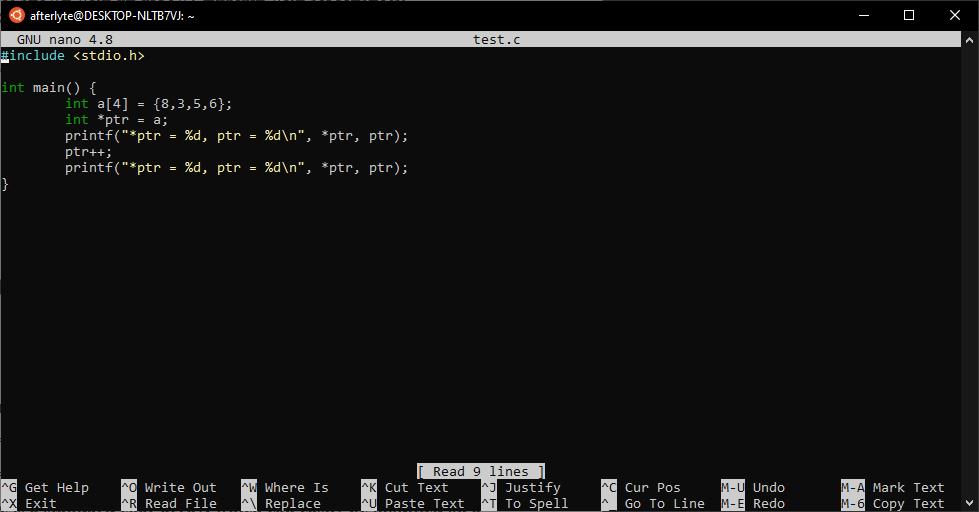 afterlyte@DESKTOP-NLTB7VJ: ~
GNU nano 4.8 test.c
#include <stdio.h>
int main() {
        int a[4] = {8,3,5,6};
        int *ptr = a;
        printf("*ptr = %d, ptr = %d\n", *ptr, ptr);
        ptr++;
        printf("*ptr = %d, ptr = %d\n", *ptr, ptr);
}
[ Read 9 lines ]
^G Get Help ^O Write Out ^W Where Is ^K Cut Text ^J Justify ^C Cur Pos M-U Undo M-A Mark Text
^X Exit ^R Read File ^\ Replace ^U Paste Text ^T To Spell ^_ Go To Line M-E Redo M-6 Copy Text